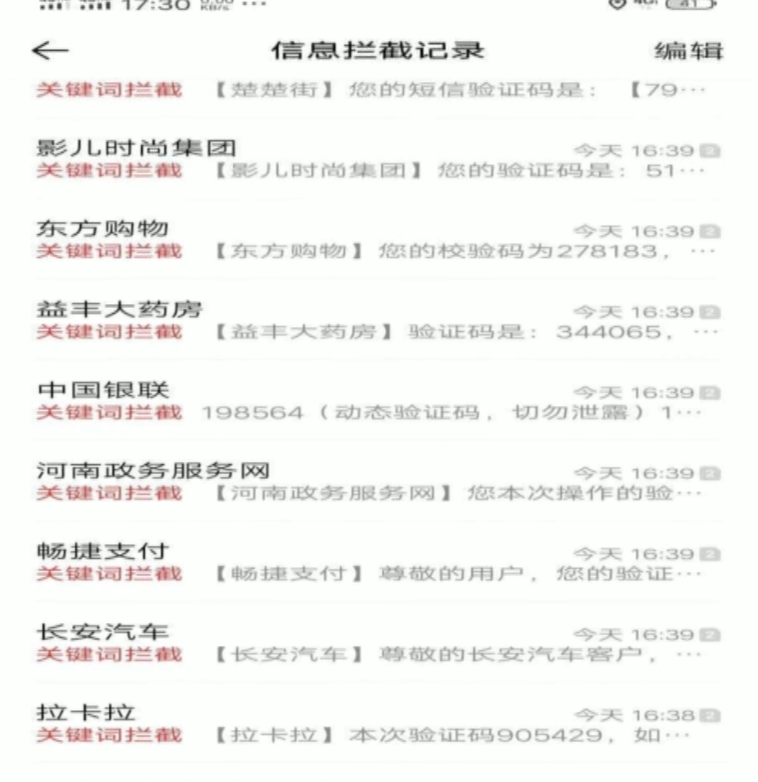 17:30
信息拦截记录 编辑
关键词拦截 【楚楚街】您的短信验证码是：【79…
影儿时尚集团 今天 16:39 2
关键词拦截 【影儿时尚集团】您的验证码是：51…
东方购物 今天 16:39 2
关键词拦截 【东方购物】您的校验码为278183，…
益丰大药房 今天 16:39 2
关键词拦截 【益丰大药房】验证码是：344065，…
中国银联 今天 16:39 2
关键词拦截 198564（动态验证码，切勿泄露）1…
河南政务服务网 今天 16:39 2
关键词拦截 【河南政务服务网】您本次操作的验…
畅捷支付 今天 16:39 2
关键词拦截 【畅捷支付】尊敬的用户，您的验证…
长安汽车 今天 16:39 2
关键词拦截 【长安汽车】尊敬的长安汽车客户，…
拉卡拉 今天 16:38 2
关键词拦截 【拉卡拉】本次验证码905429，如…